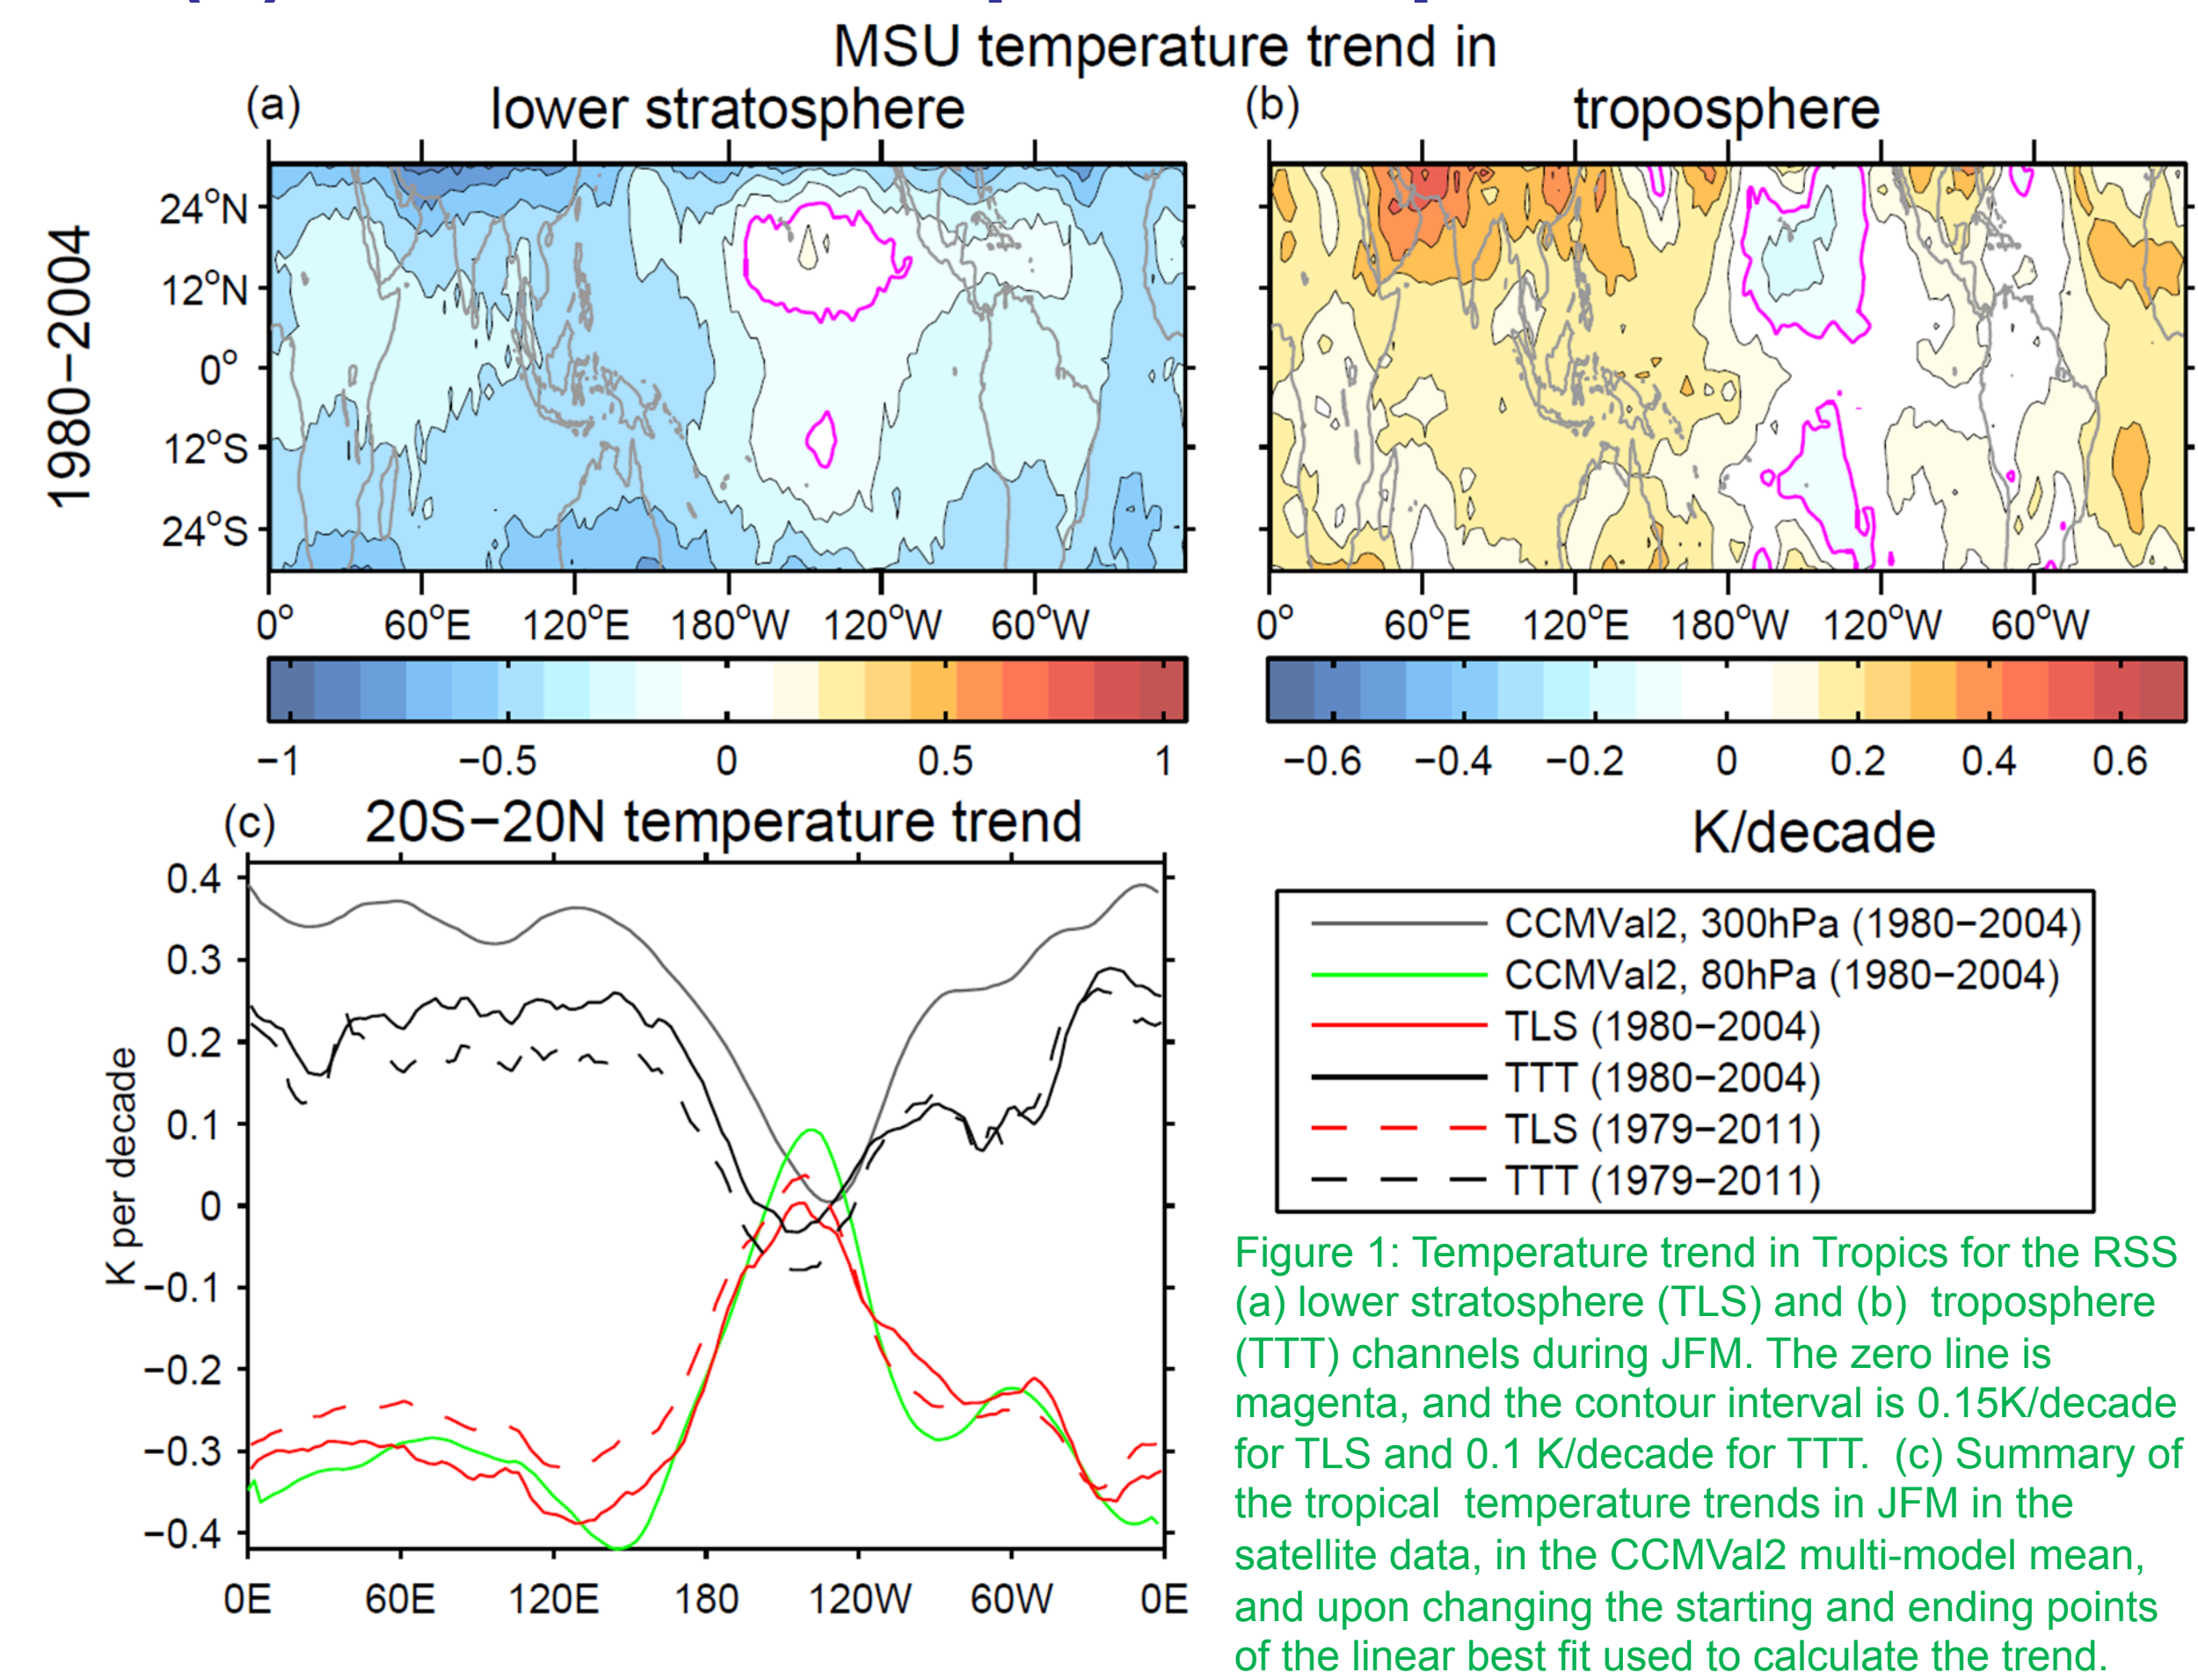 MSU temperature trend in
(a) lower stratosphere
(b) troposphere
1980−2004
24°N
12°N
0°
12°S
24°S
0° 60°E 120°E 180°W 120°W 60°W
0° 60°E 120°E 180°W 120°W 60°W
−1 −0.5 0 0.5 1
−0.6 −0.4 −0.2 0 0.2 0.4 0.6
K/decade
(c) 20S−20N temperature trend
K per decade
0.4
0.3
0.2
0.1
0
−0.1
−0.2
−0.3
−0.4
0E 60E 120E 180 120W 60W 0E
CCMVal2, 300hPa (1980−2004)
CCMVal2, 80hPa (1980−2004)
TLS (1980−2004)
TTT (1980−2004)
TLS (1979−2011)
TTT (1979−2011)
Figure 1: Temperature trend in Tropics for the RSS
(a) lower stratosphere (TLS) and (b) troposphere
(TTT) channels during JFM. The zero line is
magenta, and the contour interval is 0.15K/decade
for TLS and 0.1 K/decade for TTT. (c) Summary of
the tropical temperature trends in JFM in the
satellite data, in the CCMVal2 multi-model mean,
and upon changing the starting and ending points
of the linear best fit used to calculate the trend.